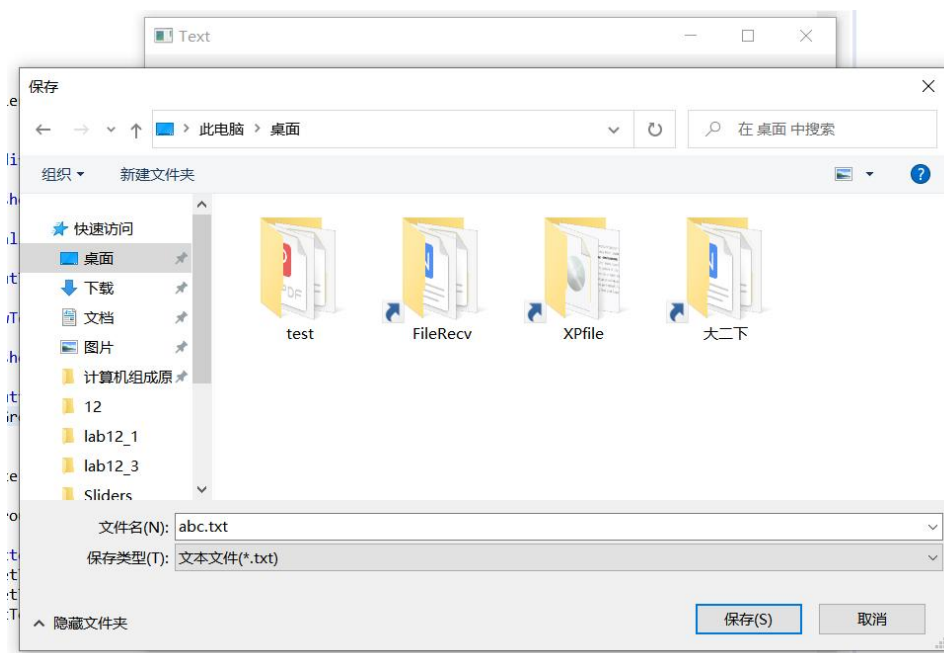 Text
保存
此电脑 > 桌面
在 桌面 中搜索
组织
新建文件夹
快速访问
桌面
下载
文档
图片
计算机组成原
12
lab12_1
lab12_3
Sliders
test
FileRecv
XPfile
大二下
文件名(N): abc.txt
保存类型(T): 文本文件(*.txt)
隐藏文件夹
保存(S)
取消